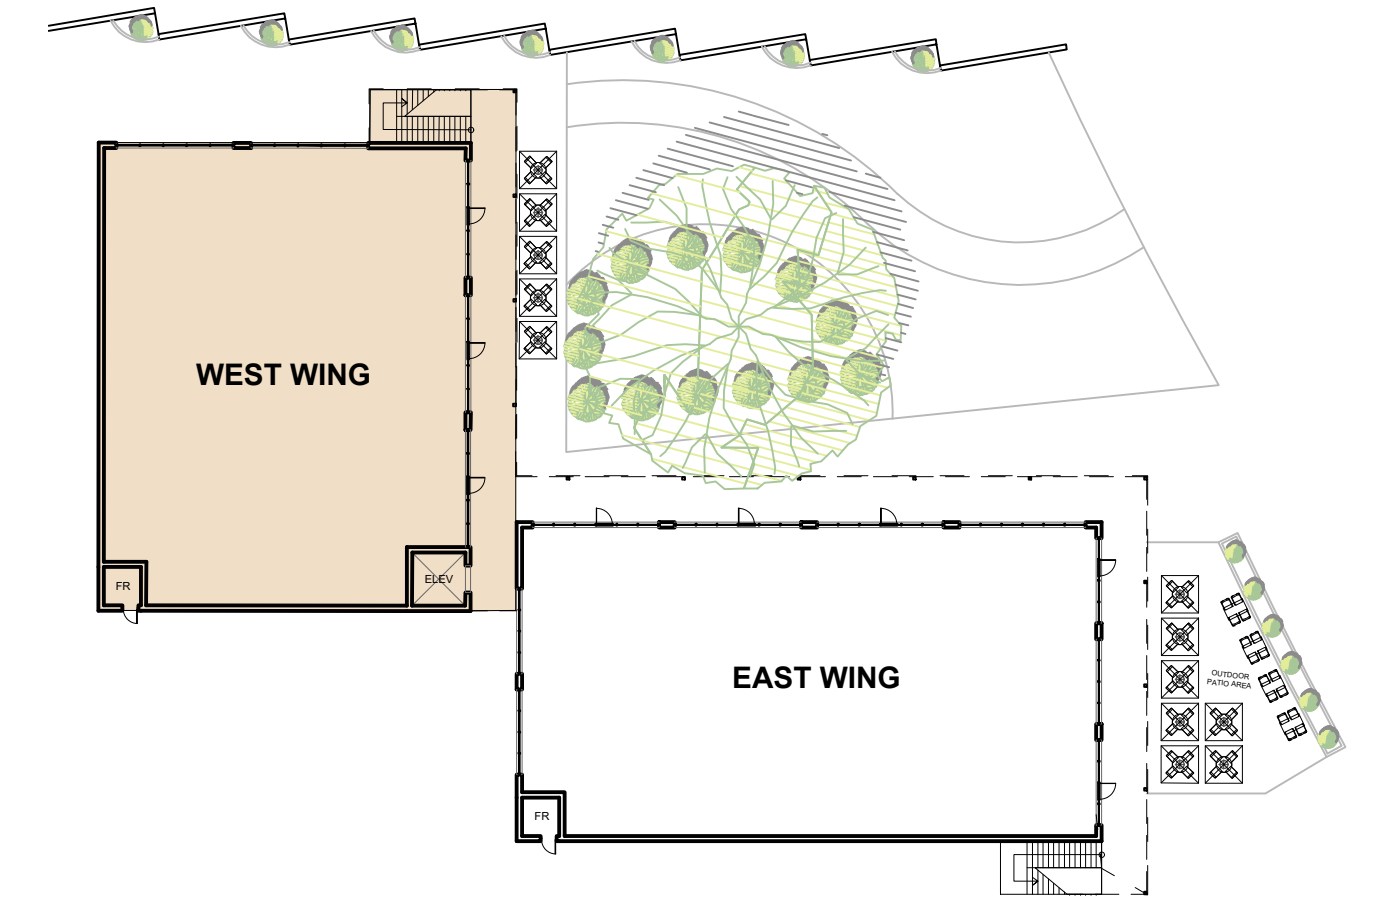 WEST WING
FR
ELEV
EAST WING
OUTDOOR
PATIO AREA
FR